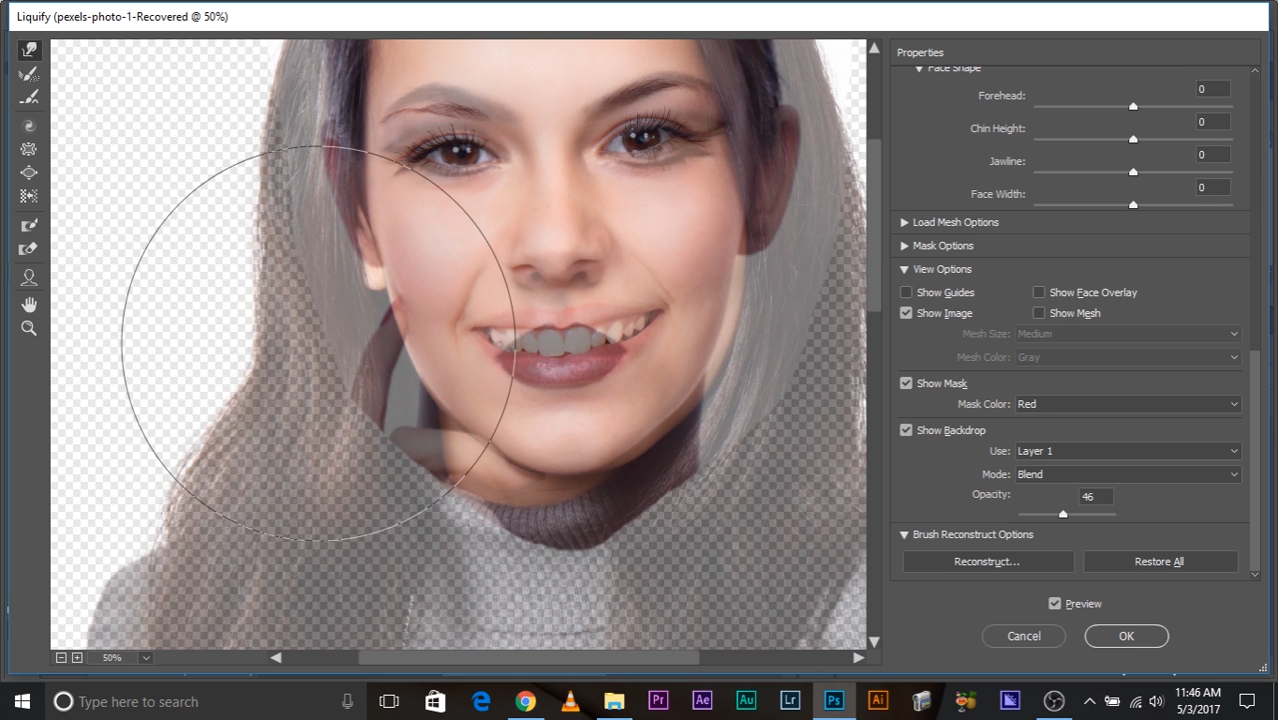 Liquify (pexels-photo-1-Recovered @ 50%)
Properties
Face Shape
Forehead: 0
Chin Height: 0
Jawline: 0
Face Width: 0
Load Mesh Options
Mask Options
View Options
Show Guides Show Face Overlay
Show Image Show Mesh
Mesh Size: Medium
Mesh Color: Gray
Show Mask
Mask Color: Red
Show Backdrop
Use: Layer 1
Mode: Blend
Opacity: 46
Brush Reconstruct Options
Reconstruct... Restore All
Preview
Cancel OK
50%
Type here to search
Pr Ae Au Lr Ps Ai
11:46 AM
5/3/2017